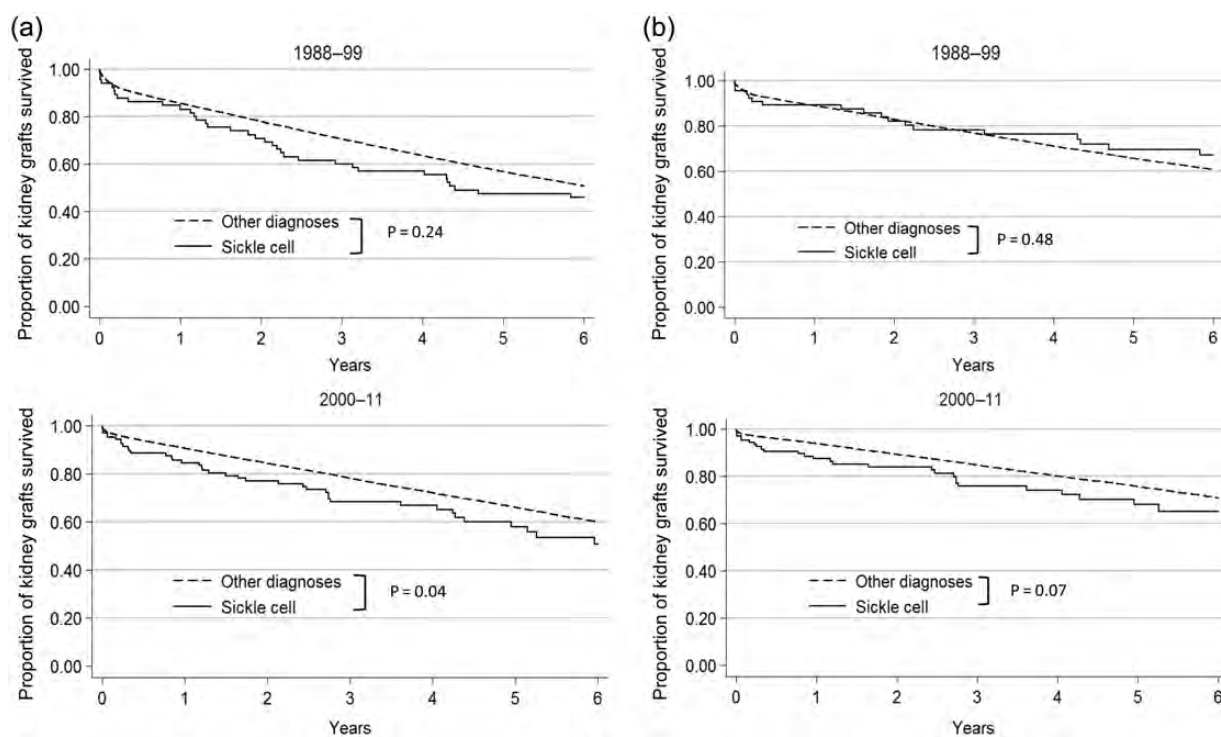 (a)
1988–99
Proportion of kidney grafts survived
1.00
0.80
0.60
0.40
0.20
0.00
Other diagnoses
Sickle cell
P = 0.24
0 1 2 3 4 5 6
Years
(b)
1988–99
Proportion of kidney grafts survived
1.00
0.80
0.60
0.40
0.20
0.00
Other diagnoses
Sickle cell
P = 0.48
0 1 2 3 4 5 6
Years
2000–11
Proportion of kidney grafts survived
1.00
0.80
0.60
0.40
0.20
0.00
Other diagnoses
Sickle cell
P = 0.04
0 1 2 3 4 5 6
Years
2000–11
Proportion of kidney grafts survived
1.00
0.80
0.60
0.40
0.20
0.00
Other diagnoses
Sickle cell
P = 0.07
0 1 2 3 4 5 6
Years